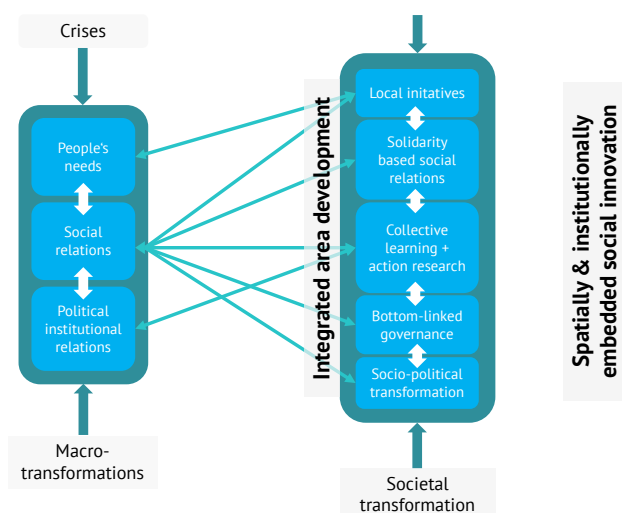 Crises
People's
needs
Social
relations
Political
institutional
relations
Macro-
transformations
Integrated area development
Local initatives
Solidarity
based social
relations
Collective
learning +
action research
Bottom-linked
governance
Socio-political
transformation
Societal
transformation
Spatially & institutionally
embedded social innovation